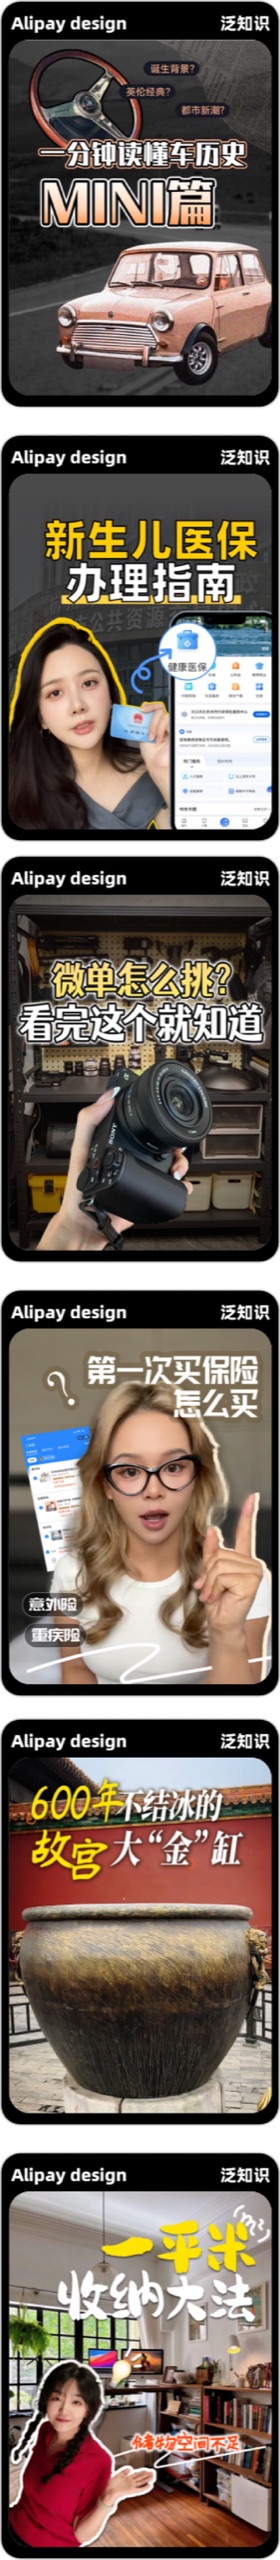 Alipay design 泛知识
诞生背景?
英伦经典?
都市新潮?
一分钟读懂车历史
MINI篇
Alipay design 泛知识
新生儿医保
办理指南
健康医保
Alipay design 泛知识
微单怎么挑?
看完这个就知道
SONY
Alipay design 泛知识
第一次买保险
怎么买
意外险
重疾险
Alipay design 泛知识
600年不结冰的
故宫大“金”缸
Alipay design 泛知识
一平米
收纳大法
储物空间不足